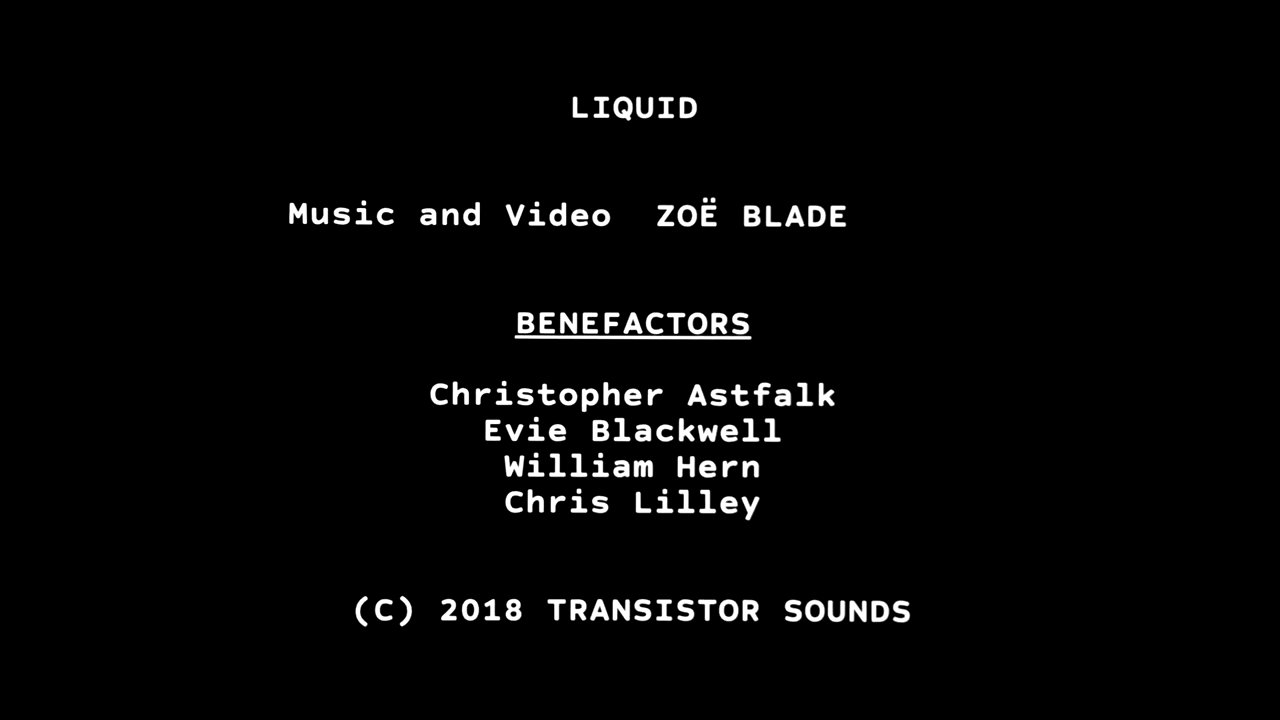 LIQUID
Music and Video ZOË BLADE
BENEFACTORS
Christopher Astfalk
Evie Blackwell
William Hern
Chris Lilley
(C) 2018 TRANSISTOR SOUNDS